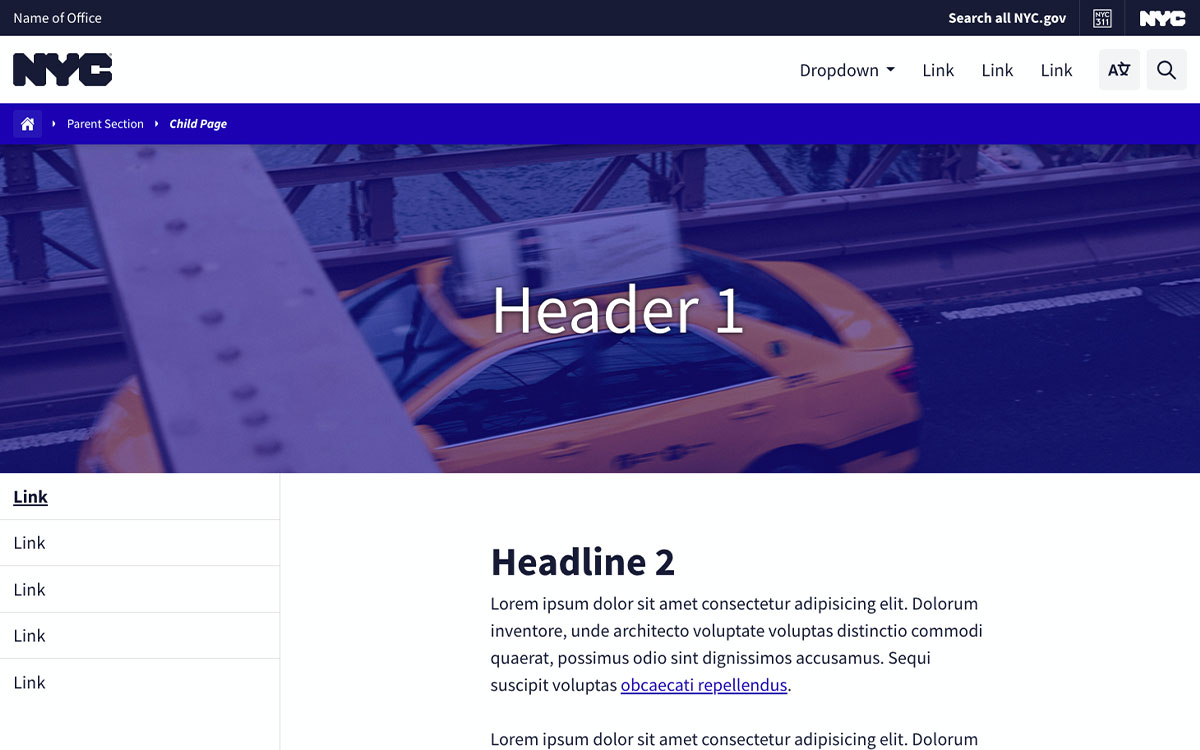 Name of Office
Search all NYC.gov
NYC
311
NYC
NYC
Dropdown
Link
Link
Link
A文
Parent Section
Child Page
Header 1
Link
Link
Link
Link
Link
Headline 2
Lorem ipsum dolor sit amet consectetur adipisicing elit. Dolorum
inventore, unde architecto voluptate voluptas distinctio commodi
quaerat, possimus odio sint dignissimos accusamus. Sequi
suscipit voluptas obcaecati repellendus.
Lorem ipsum dolor sit amet consectetur adipisicing elit. Dolorum